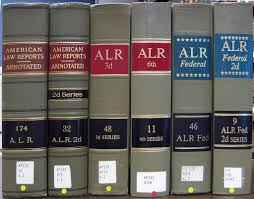 AMERICAN
LAW REPORTS
ANNOTATED
174
A.L.R.
AMERICAN
LAW REPORTS
ANNOTATED
2d Series
32
A.L.R.2d
ALR
3d
48
3d SERIES
ALR
6th
11
6th SERIES
ALR
Federal
46
ALR Fed
ALR
Federal
2d
9
ALR Fed
2d Series